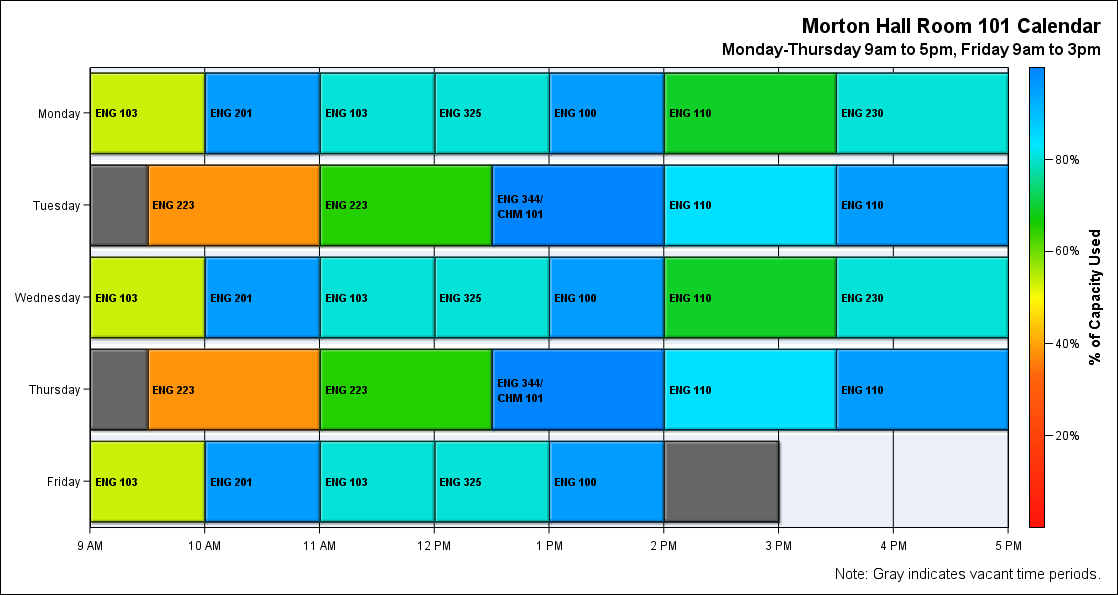 Morton Hall Room 101 Calendar
Monday-Thursday 9am to 5pm, Friday 9am to 3pm
Monday
ENG 103
ENG 201
ENG 103
ENG 325
ENG 100
ENG 110
ENG 230
Tuesday
ENG 223
ENG 223
ENG 344/
CHM 101
ENG 110
ENG 110
Wednesday
ENG 103
ENG 201
ENG 103
ENG 325
ENG 100
ENG 110
ENG 230
Thursday
ENG 223
ENG 223
ENG 344/
CHM 101
ENG 110
ENG 110
Friday
ENG 103
ENG 201
ENG 103
ENG 325
ENG 100
9 AM
10 AM
11 AM
12 PM
1 PM
2 PM
3 PM
4 PM
5 PM
80%
60%
40%
20%
% of Capacity Used
Note: Gray indicates vacant time periods.